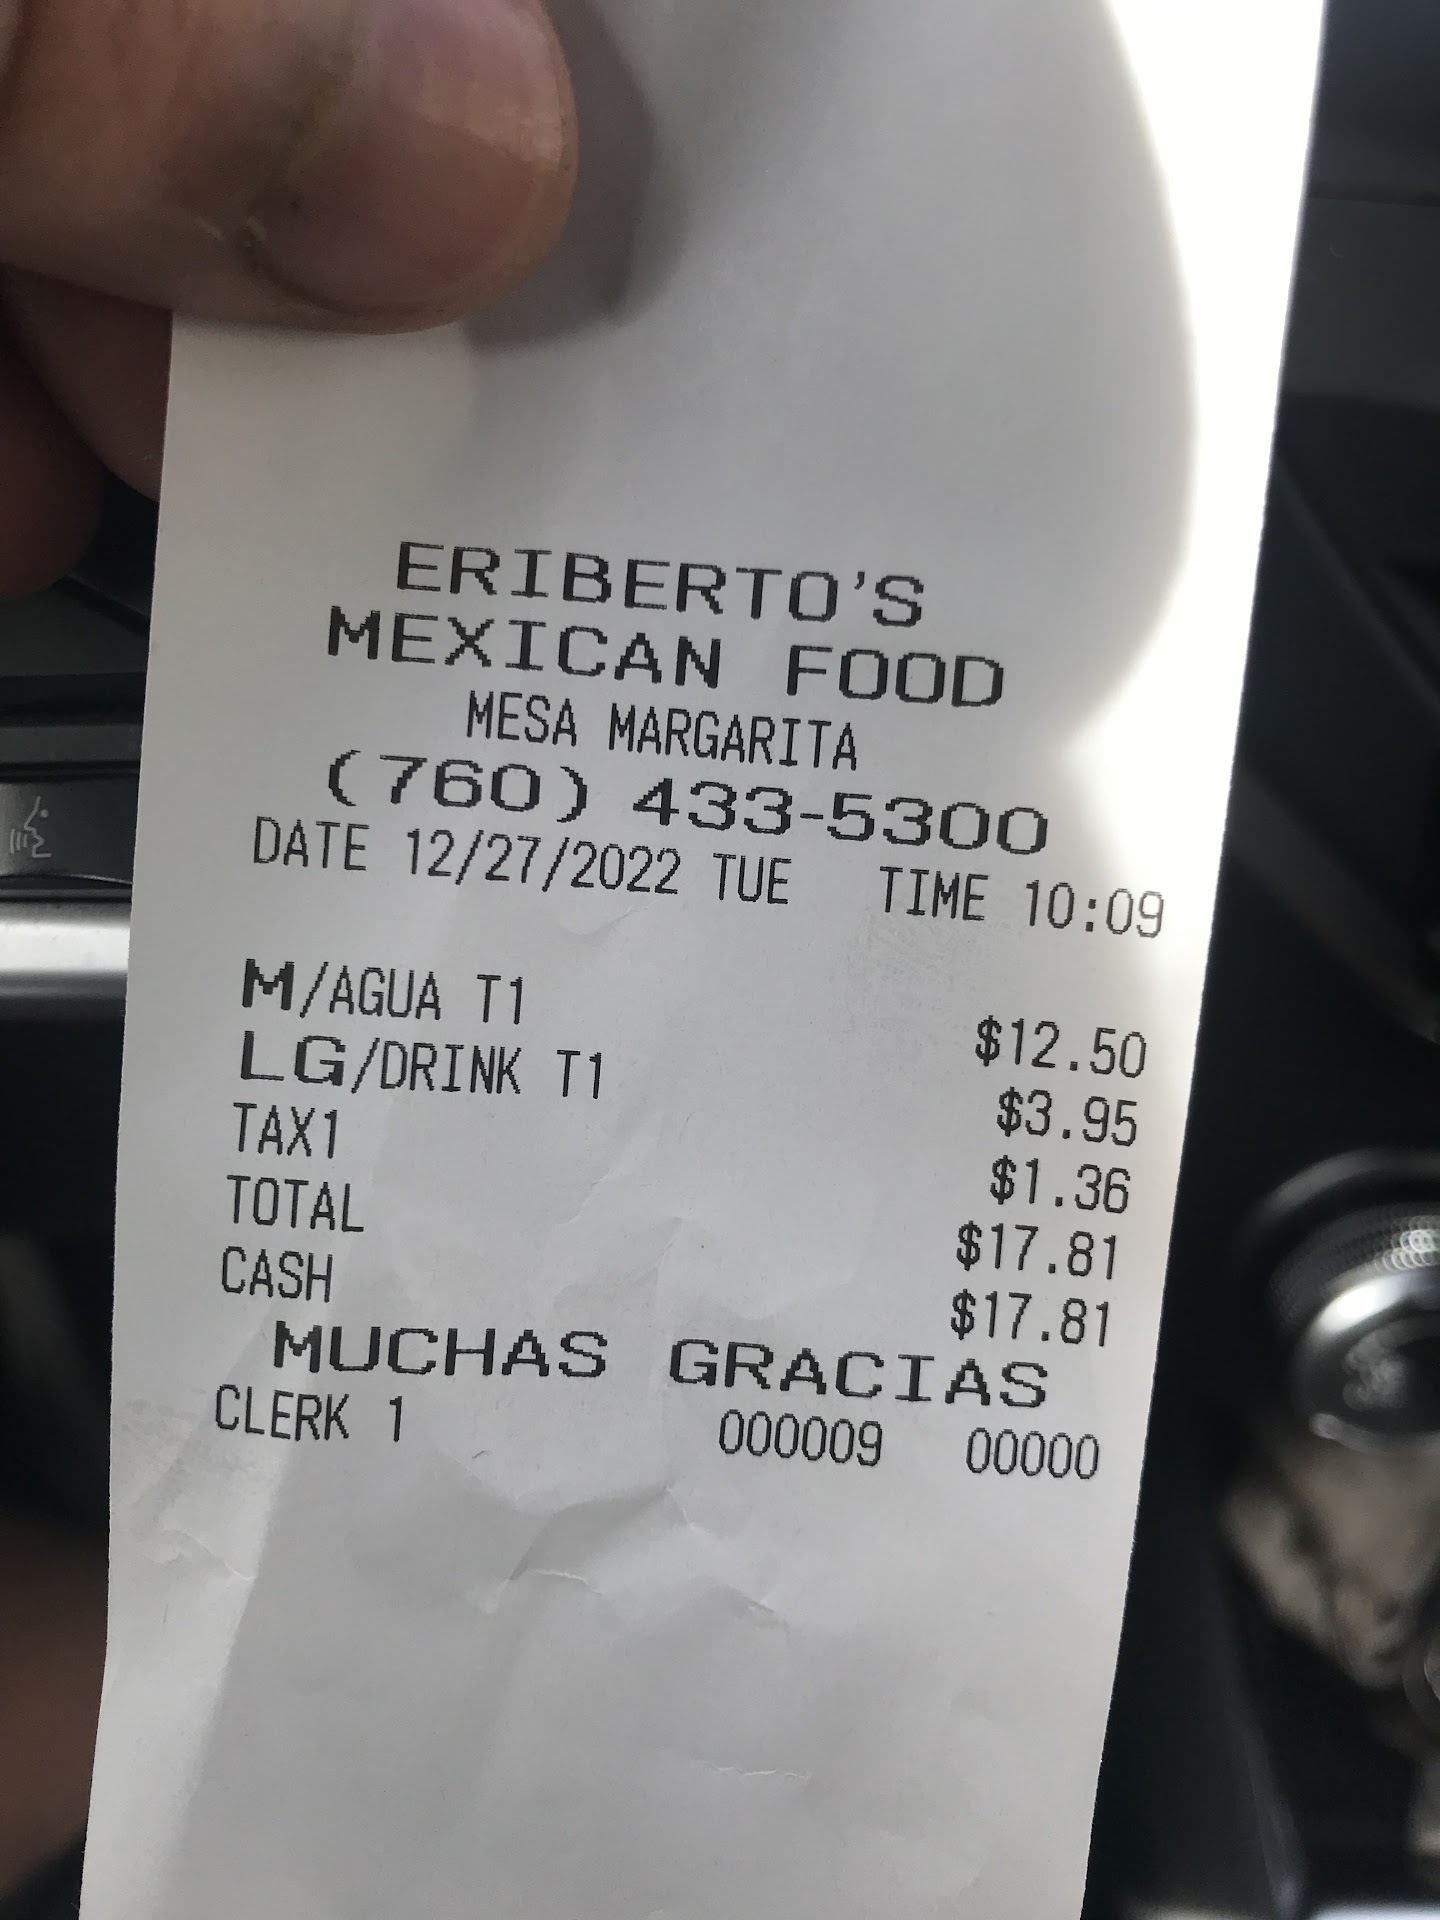 ERIBERTO'S
MEXICAN FOOD
MESA MARGARITA
(760) 433-5300
DATE 12/27/2022 TUE TIME 10:09
M/AGUA T1 $12.50
LG/DRINK T1 $3.95
TAX1 $1.36
TOTAL $17.81
CASH $17.81
MUCHAS GRACIAS
CLERK 1 000009 00000